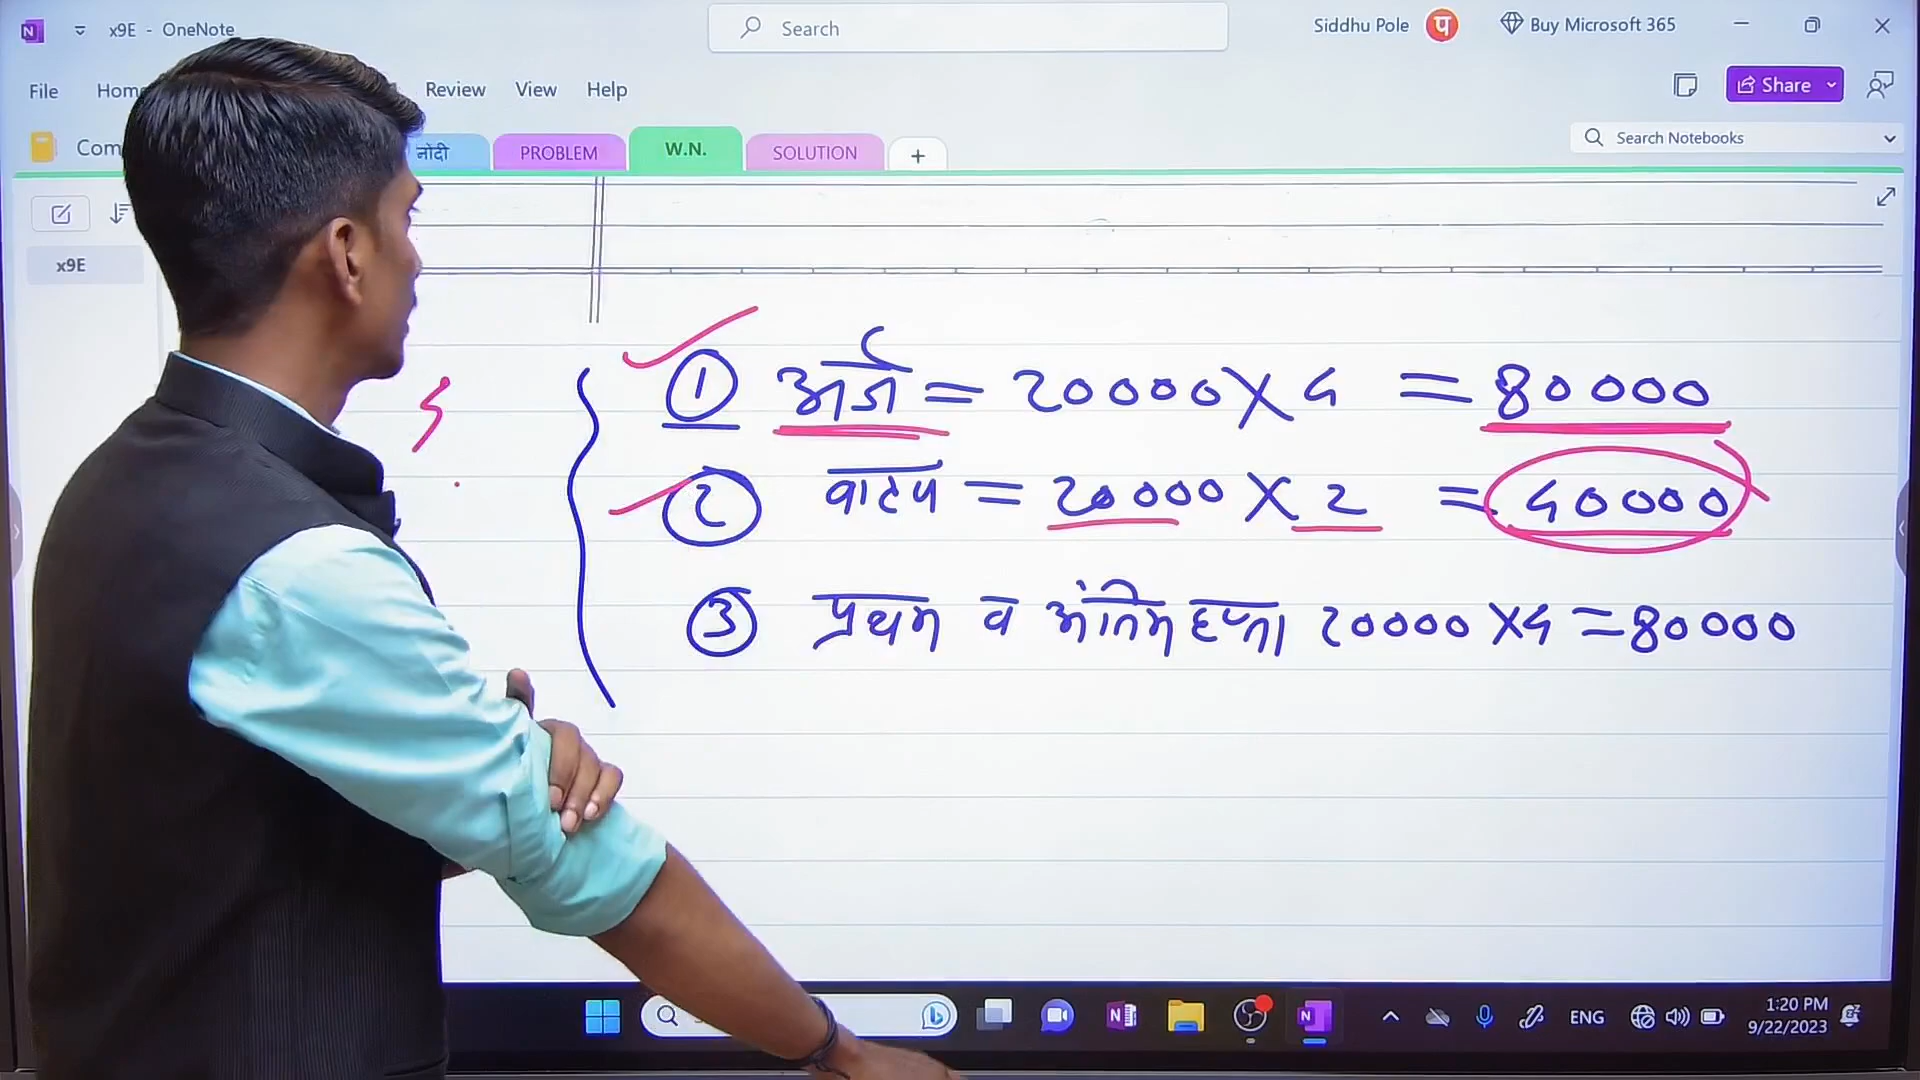 x9E - OneNote
Search
Siddhu Pole
प
Buy Microsoft 365
File
Review View Help
Share
Com
नोंदी
PROBLEM
W.N.
SOLUTION
+
Search Notebooks
x9E
① अर्ज = 20000 X 4 = 80000
② वाटप = 20000 X 2 = 40000
③ प्रथम व अंतिम हप्ता 20000 X 4 = 80000
ENG
1:20 PM
9/22/2023